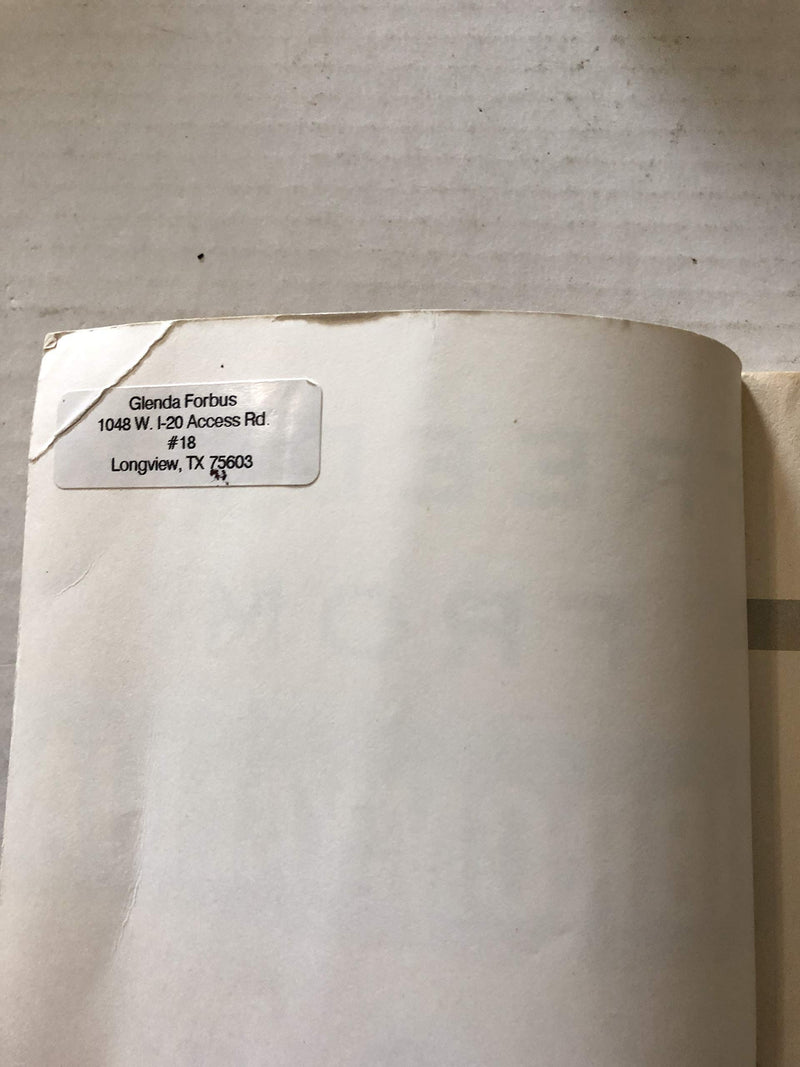 Glenda Forbus
1048 W. I-20 Access Rd.
#18
Longview, TX 75603